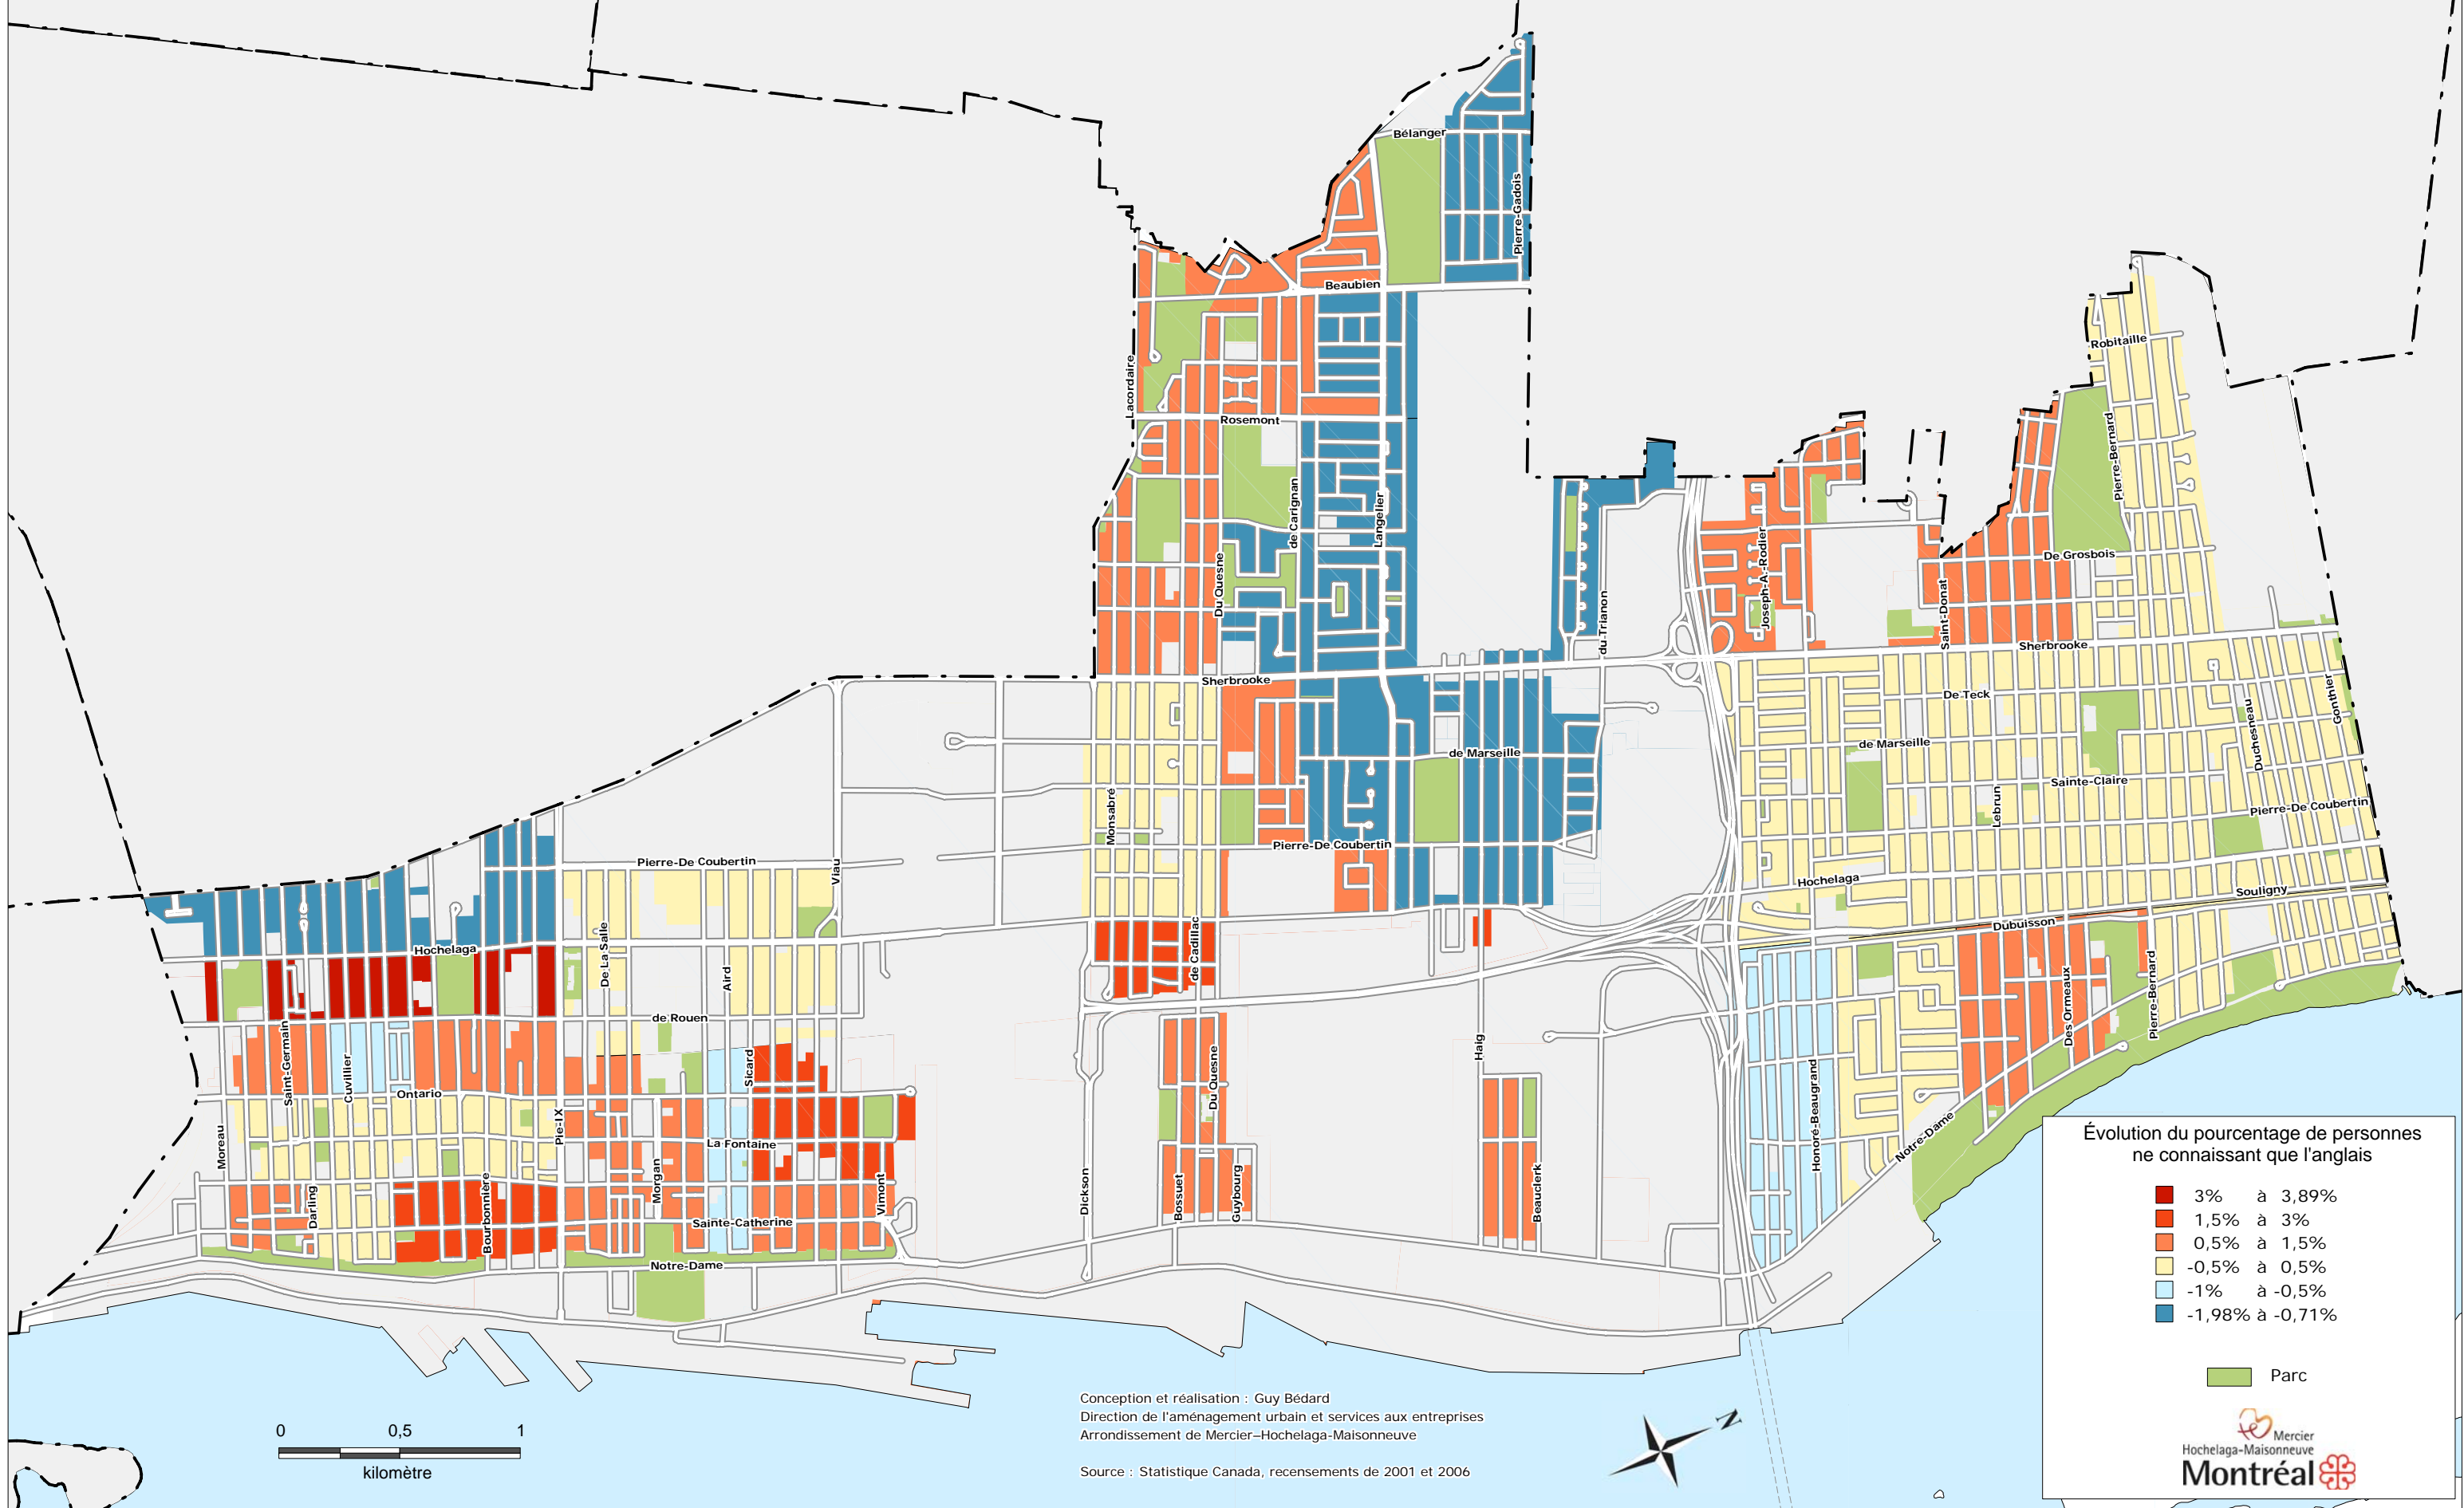 Bélanger
Pierre-Gadois
Beaubien
Robitaille
Lacordaire
Rosemont
Pierre-Bernard
de Carignan
Langelier
Joseph-A.-Rodier
De Grosbois
Du Quesne
du Trianon
Saint-Donat
Sherbrooke
Sherbrooke
De Teck
Gonthier
Duchesneau
de Marseille
de Marseille
Sainte-Claire
Monsabré
Lebrun
Pierre-De Coubertin
Pierre-De Coubertin
Pierre-De Coubertin
Viau
Hochelaga
Souligny
Dubuisson
De La Salle
de Cadillac
Hochelaga
Aird
Pierre-Bernard
Des Ormeaux
de Rouen
Saint-Germain
Cuvillier
Sicard
Haig
Du Quesne
Ontario
Honoré-Beaugrand
Pie-IX
Moreau
La Fontaine
Notre-Dame
Darling
Bourbonnière
Morgan
Vimont
Dickson
Bossuet
Guybourg
Beauclerk
Sainte-Catherine
Notre-Dame
Évolution du pourcentage de personnes
ne connaissant que l'anglais
3% à 3,89%
1,5% à 3%
0,5% à 1,5%
-0,5% à 0,5%
-1% à -0,5%
-1,98% à -0,71%
Parc
Mercier
Hochelaga-Maisonneuve
Montréal
Conception et réalisation : Guy Bédard
Direction de l'aménagement urbain et services aux entreprises
Arrondissement de Mercier–Hochelaga-Maisonneuve
Source : Statistique Canada, recensements de 2001 et 2006
N
0 0,5 1
kilomètre